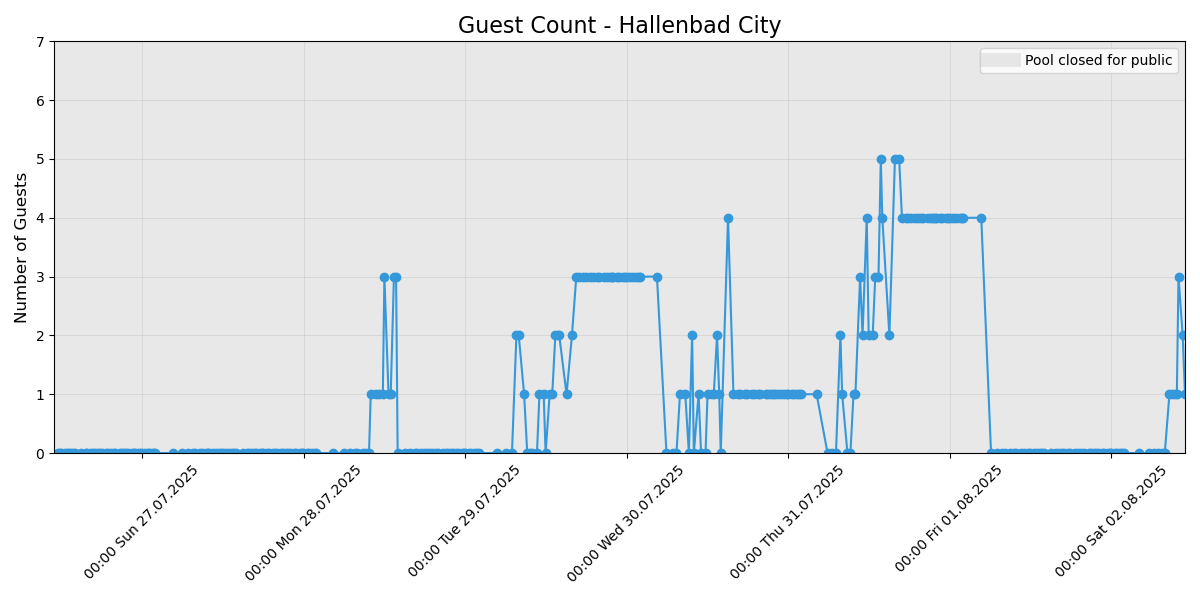 Guest Count - Hallenbad City
Pool closed for public
Number of Guests
7
6
5
4
3
2
1
0
00:00 Sun 27.07.2025
00:00 Mon 28.07.2025
00:00 Tue 29.07.2025
00:00 Wed 30.07.2025
00:00 Thu 31.07.2025
00:00 Fri 01.08.2025
00:00 Sat 02.08.2025